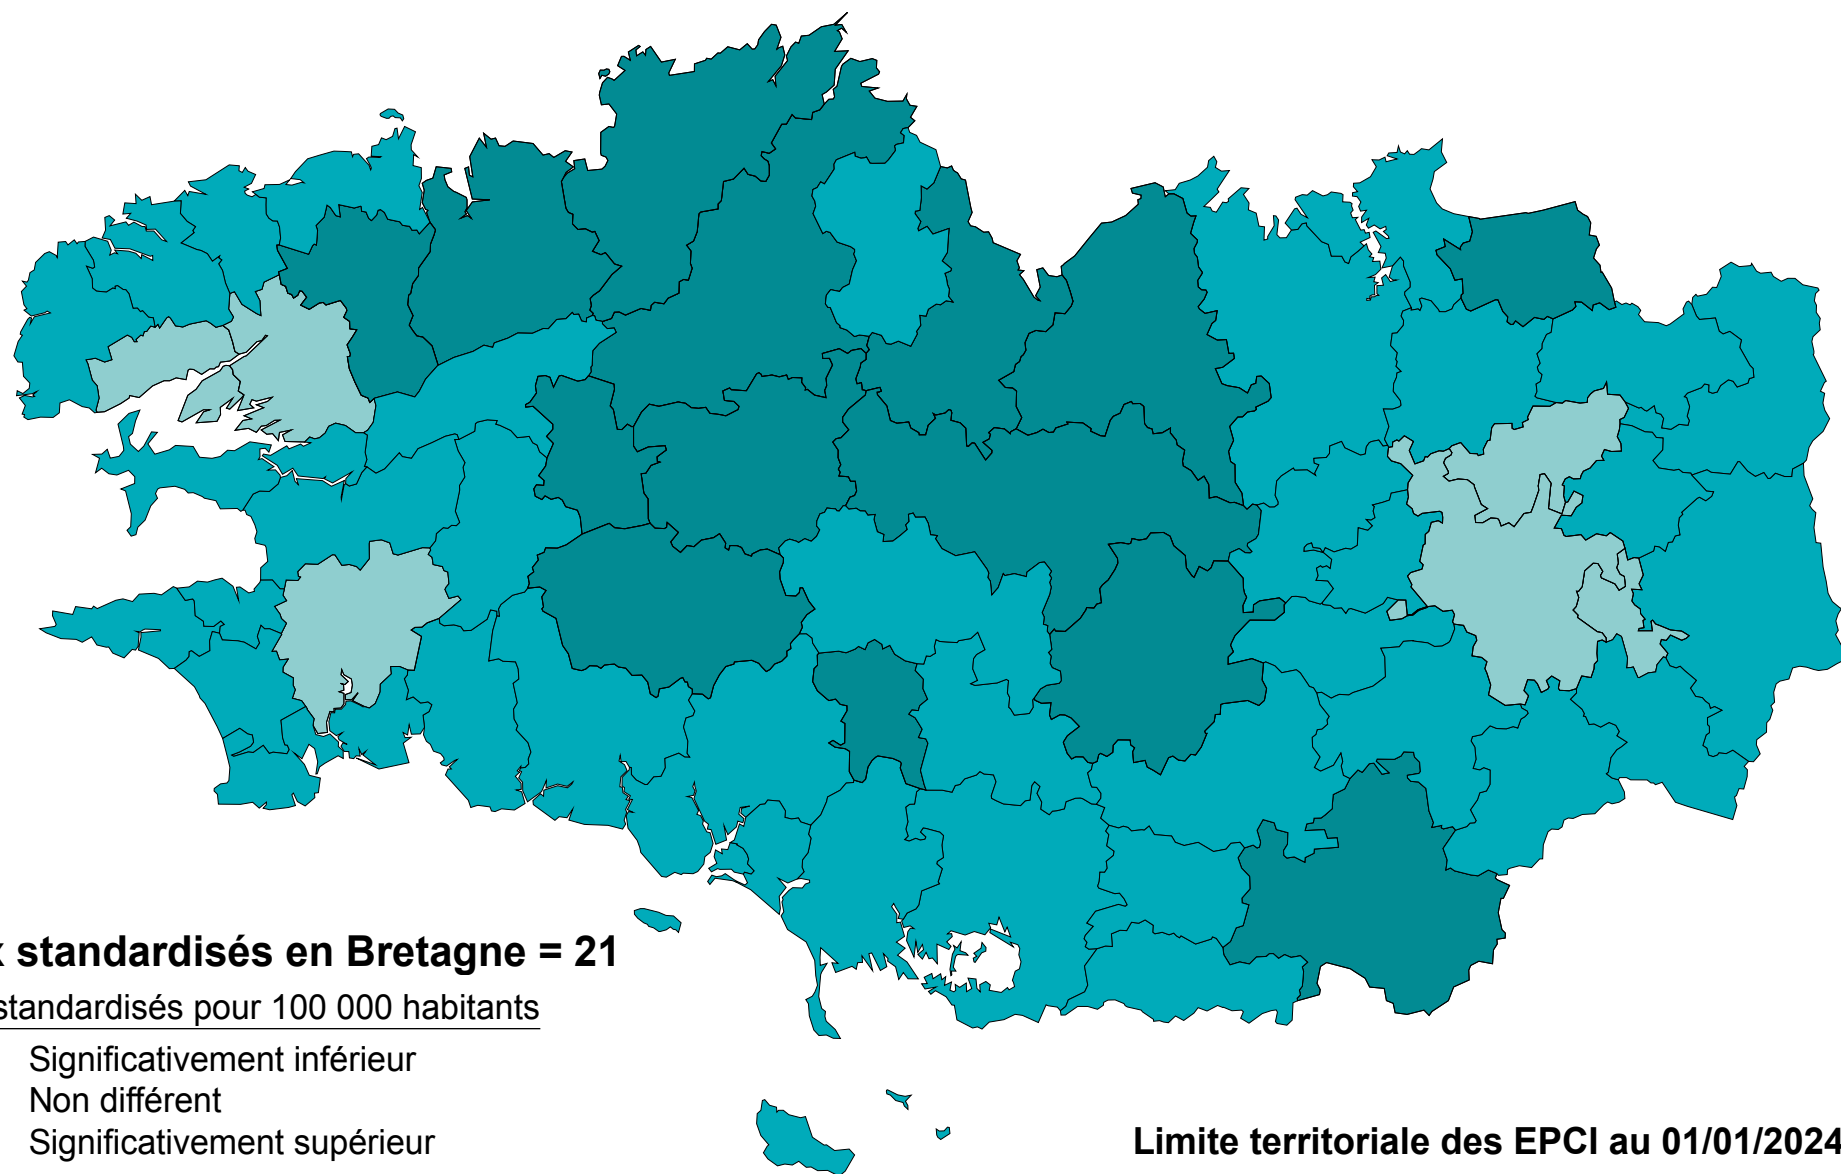 standardisés en Bretagne = 21
standardisés pour 100 000 habitants
Significativement inférieur
Non différent
Significativement supérieur
Limite territoriale des EPCI au 01/01/2024